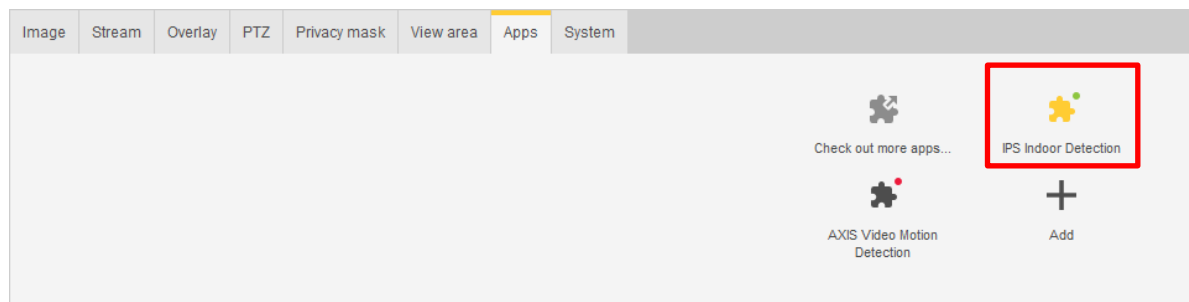 Image Stream Overlay PTZ Privacy mask View area Apps System
Check out more apps... IPS Indoor Detection
AXIS Video Motion
Detection
Add